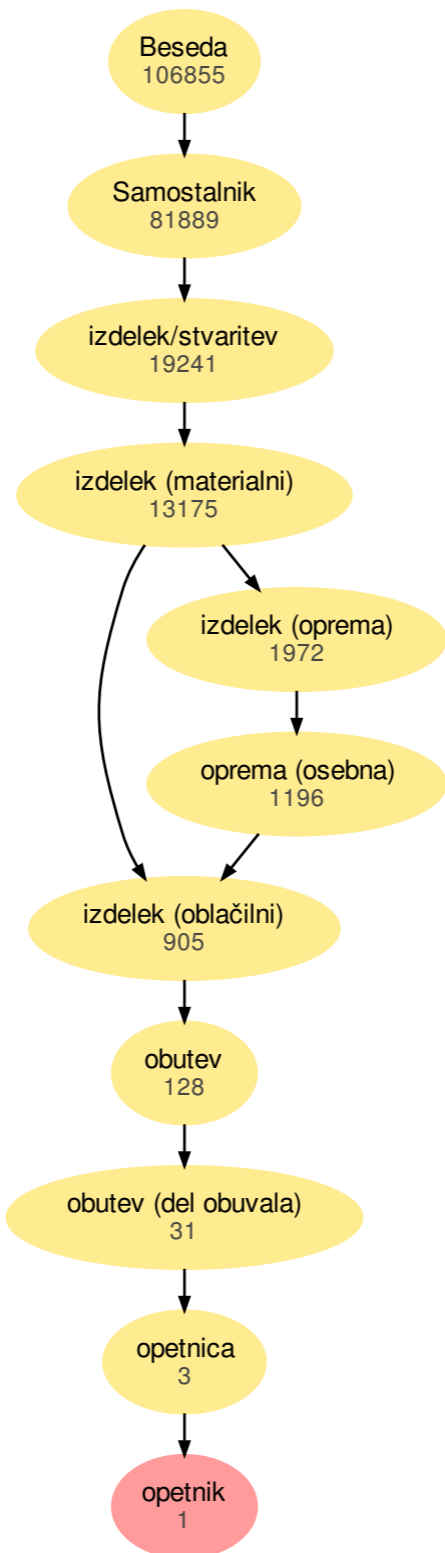 Beseda
106855
Samostalnik
81889
izdelek/stvaritev
19241
izdelek (materialni)
13175
izdelek (oprema)
1972
oprema (osebna)
1196
izdelek (oblačilni)
905
obutev
128
obutev (del obuvala)
31
opetnica
3
opetnik
1